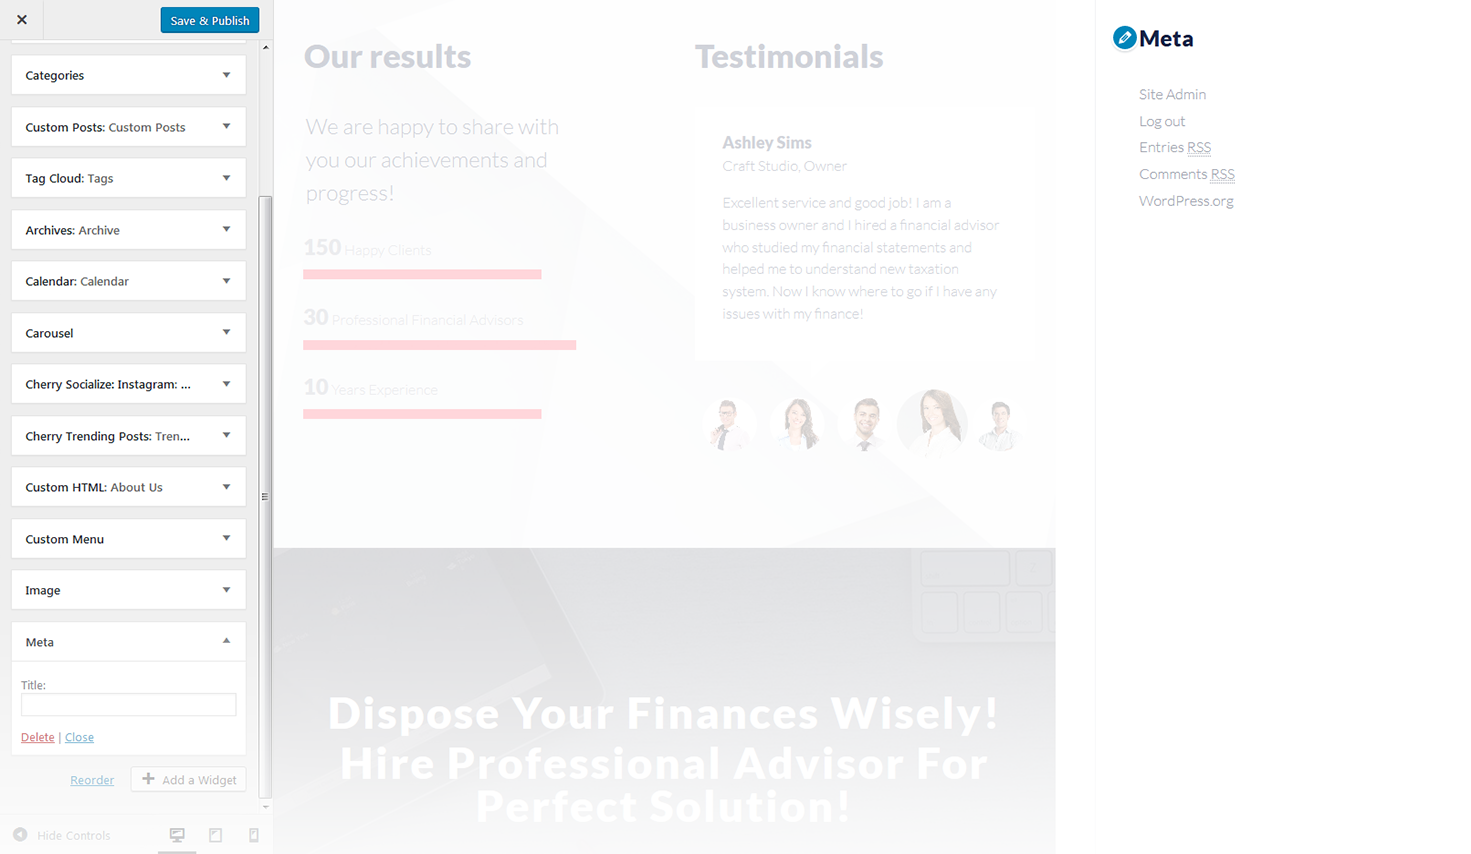 Save & Publish
Categories
Custom Posts: Custom Posts
Tag Cloud: Tags
Archives: Archive
Calendar: Calendar
Carousel
Cherry Socialize: Instagram: ...
Cherry Trending Posts: Tren...
Custom HTML: About Us
Custom Menu
Image
Meta
Title:
Delete | Close
Reorder
Add a Widget
Hide Controls
Our results
We are happy to share with
you our achievements and
progress!
150 Happy Clients
30 Professional Financial Advisors
10 Years Experience
Testimonials
Ashley Sims
Craft Studio, Owner
Excellent service and good job! I am a
business owner and I hired a financial advisor
who studied my financial statements and
helped me to understand new taxation
system. Now I know where to go if I have any
issues with my finance!
Dispose Your Finances Wisely!
Hire Professional Advisor For
Perfect Solution!
Meta
Site Admin
Log out
Entries RSS
Comments RSS
WordPress.org